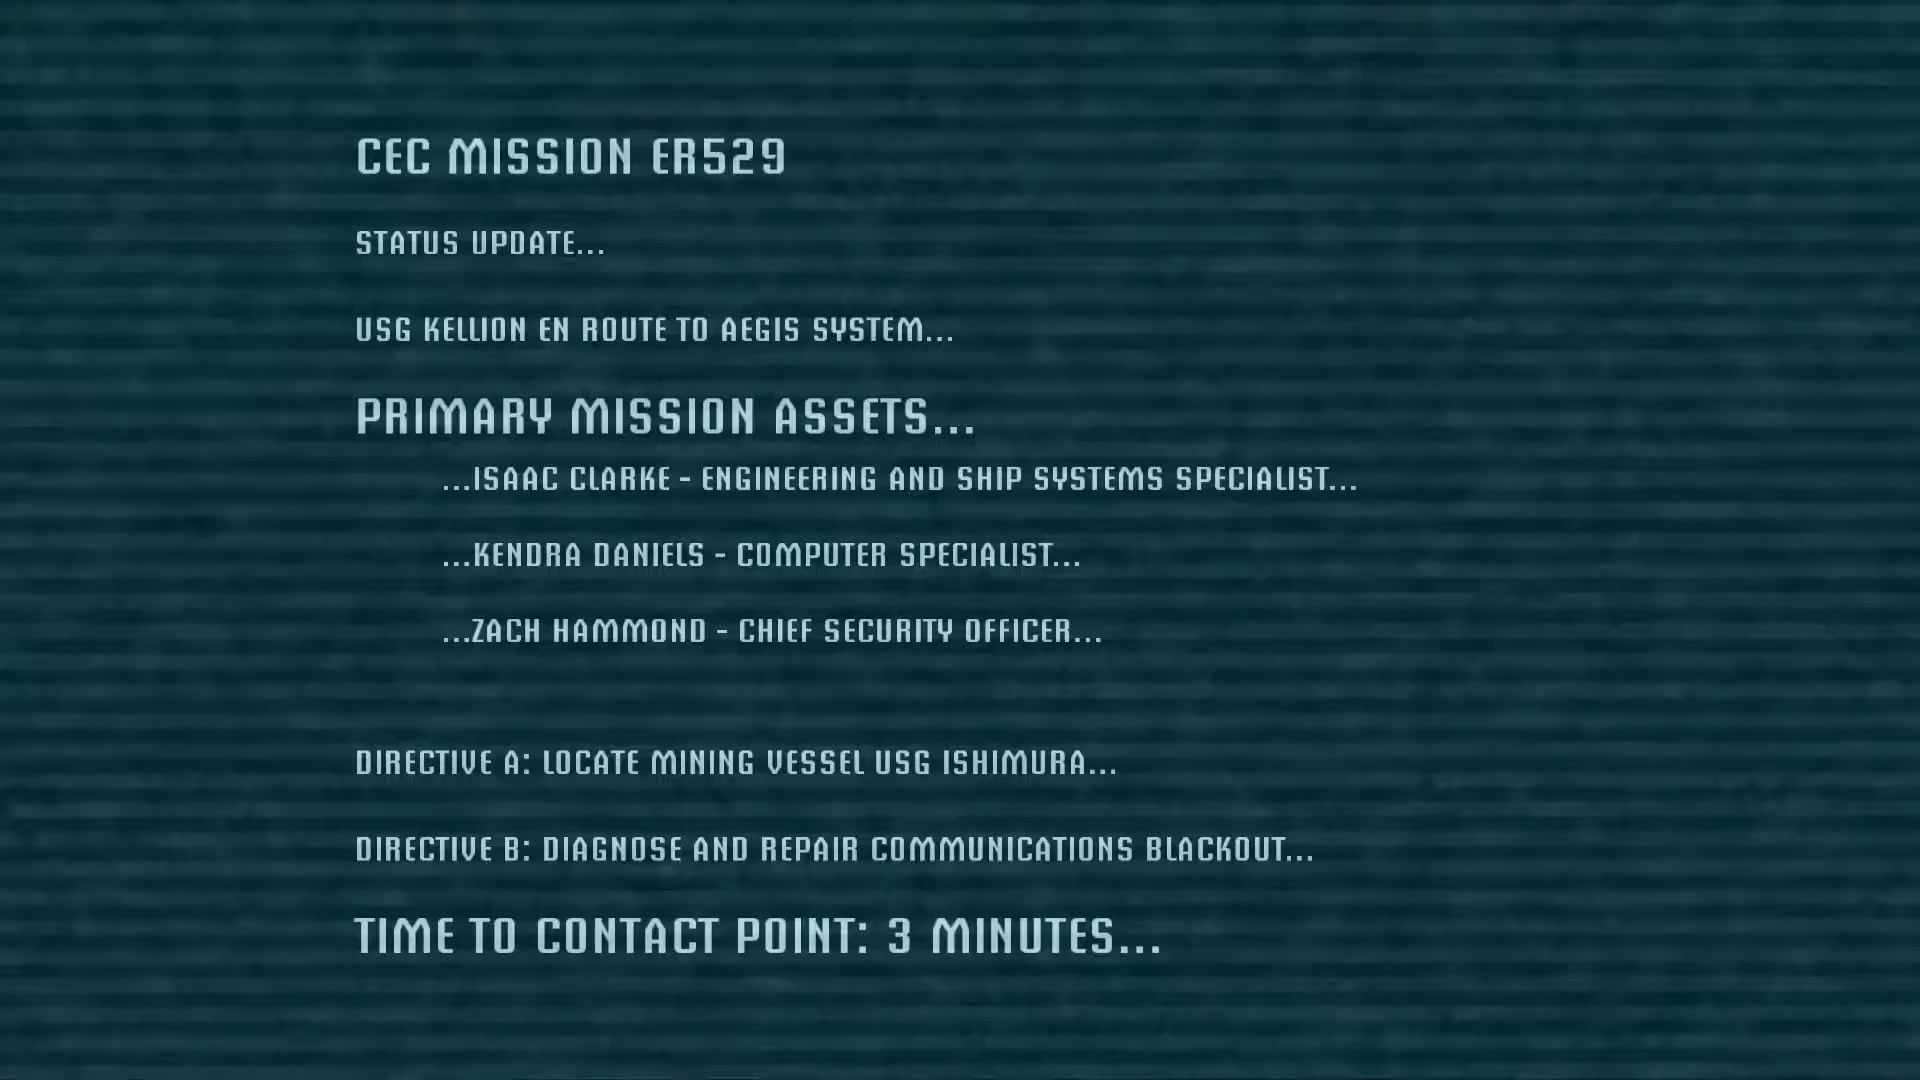 CEC MISSION ER529
STATUS UPDATE...
USG KELLION EN ROUTE TO AEGIS SYSTEM...
PRIMARY MISSION ASSETS...
...ISAAC CLARKE - ENGINEERING AND SHIP SYSTEMS SPECIALIST...
...KENDRA DANIELS - COMPUTER SPECIALIST...
...ZACH HAMMOND - CHIEF SECURITY OFFICER...
DIRECTIVE A: LOCATE MINING VESSEL USG ISHIMURA...
DIRECTIVE B: DIAGNOSE AND REPAIR COMMUNICATIONS BLACKOUT...
TIME TO CONTACT POINT: 3 MINUTES...